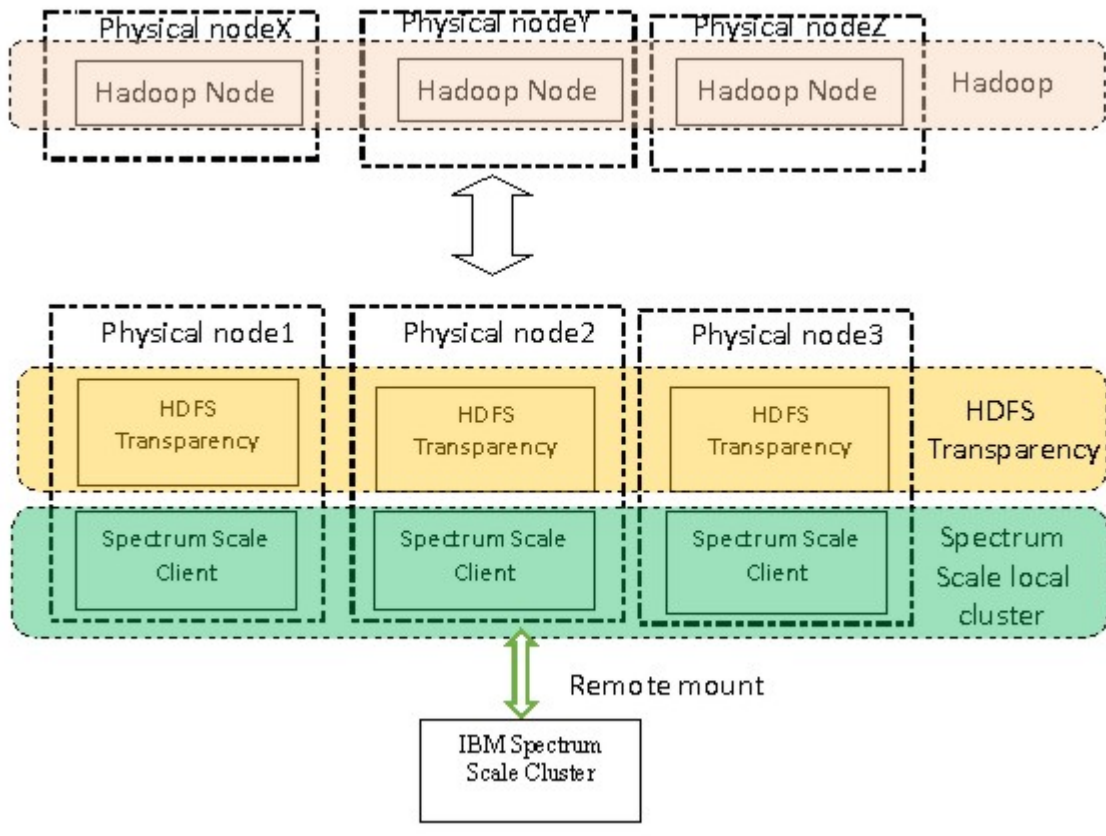 Physical nodeX
Physical nodeY
Physical nodeZ
Hadoop Node
Hadoop Node
Hadoop Node
Hadoop
Physical node1
Physical node2
Physical node3
HDFS
Transparency
HDFS
Transparency
HDFS
Transparency
HDFS
Transparency
Spectrum Scale
Client
Spectrum Scale
Client
Spectrum Scale
Client
Spectrum
Scale local
cluster
Remote mount
IBM Spectrum
Scale Cluster